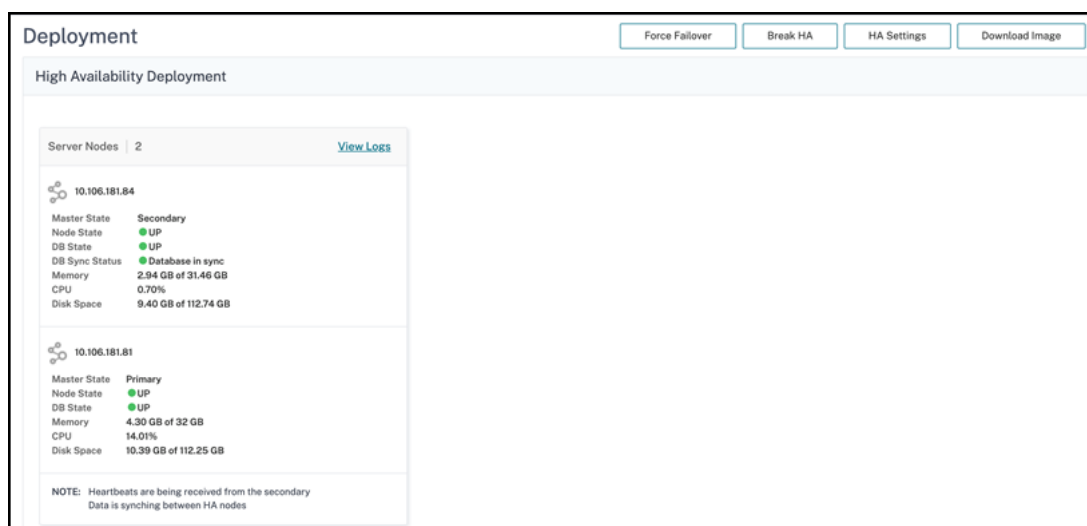 Deployment
Force Failover
Break HA
HA Settings
Download Image
High Availability Deployment
Server Nodes | 2
View Logs
10.106.181.84
Master State Secondary
Node State UP
DB State UP
DB Sync Status Database in sync
Memory 2.94 GB of 31.46 GB
CPU 0.70%
Disk Space 9.40 GB of 112.74 GB
10.106.181.81
Master State Primary
Node State UP
DB State UP
Memory 4.30 GB of 32 GB
CPU 14.01%
Disk Space 10.39 GB of 112.25 GB
NOTE: Heartbeats are being received from the secondary
Data is synching between HA nodes